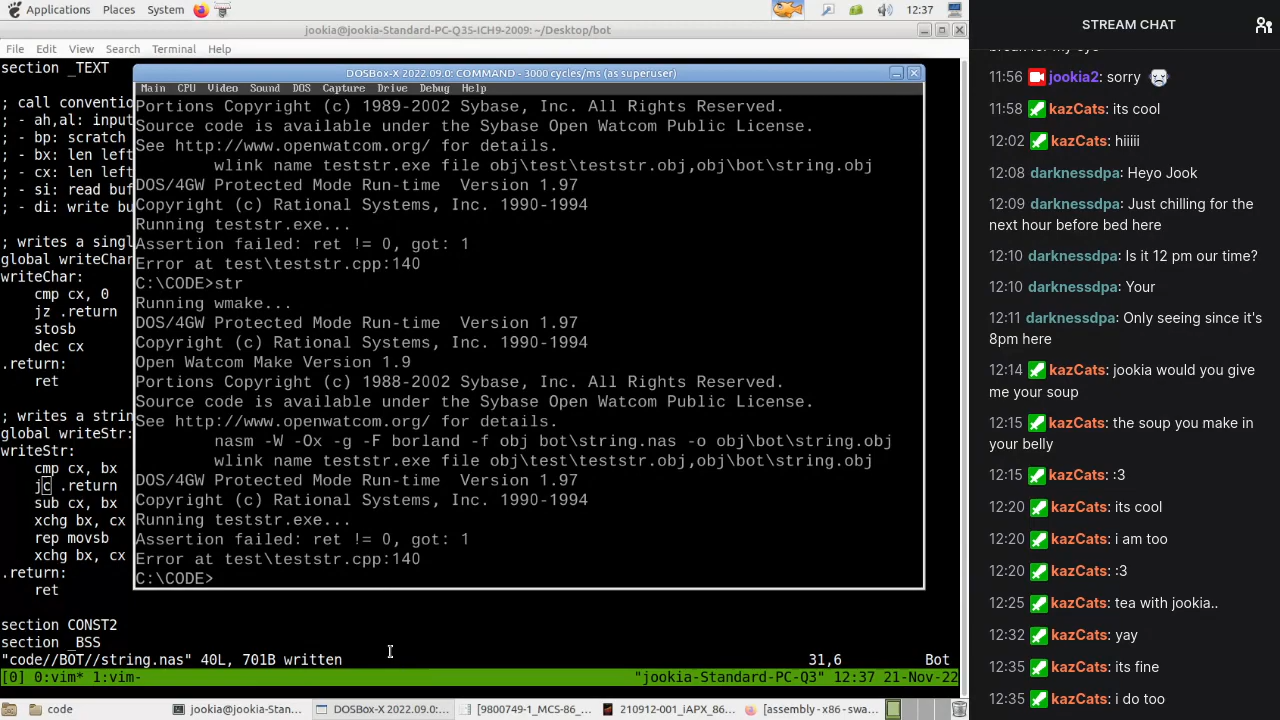 Applications Places System 12:37
jookia@jookia-Standard-PC-Q35-ICH9-2009: ~/Desktop/bot
File Edit View Search Terminal Help
section _TEXT
; call conventio
; - ah,al: input
; - bp: scratch
; - bx: len left
; - cx: len left
; - si: read buf
; - di: write bu
; writes a singl
global writeChar
writeChar:
cmp cx, 0
jz .return
stosb
dec cx
.return:
ret
; writes a strin
global writeStr:
writeStr:
cmp cx, bx
jc .return
sub cx, bx
xchg bx, cx
rep movsb
xchg bx, cx
.return:
ret
section CONST2
section _BSS
"code//BOT//string.nas" 40L, 701B written 31,6 Bot
[0] 0:vim* 1:vim- "jookia-Standard-PC-Q3" 12:37 21-Nov-22
DOSBox-X 2022.09.0: COMMAND - 3000 cycles/ms (as superuser)
Main CPU Video Sound DOS Capture Drive Debug Help
Portions Copyright (c) 1989-2002 Sybase, Inc. All Rights Reserved.
Source code is available under the Sybase Open Watcom Public License.
See http://www.openwatcom.org/ for details.
wlink name teststr.exe file obj\test\teststr.obj,obj\bot\string.obj
DOS/4GW Protected Mode Run-time Version 1.97
Copyright (c) Rational Systems, Inc. 1990-1994
Running teststr.exe...
Assertion failed: ret != 0, got: 1
Error at test\teststr.cpp:140
C:\CODE>str
Running wmake...
DOS/4GW Protected Mode Run-time Version 1.97
Copyright (c) Rational Systems, Inc. 1990-1994
Open Watcom Make Version 1.9
Portions Copyright (c) 1988-2002 Sybase, Inc. All Rights Reserved.
Source code is available under the Sybase Open Watcom Public License.
See http://www.openwatcom.org/ for details.
nasm -W -Ox -g -F borland -f obj bot\string.nas -o obj\bot\string.obj
wlink name teststr.exe file obj\test\teststr.obj,obj\bot\string.obj
DOS/4GW Protected Mode Run-time Version 1.97
Copyright (c) Rational Systems, Inc. 1990-1994
Running teststr.exe...
Assertion failed: ret != 0, got: 1
Error at test\teststr.cpp:140
C:\CODE>
code jookia@jookia-Stan... DOSBox-X 2022.09.0:... [9800749-1_MCS-86_... 210912-001_iAPX_86... [assembly - x86 - swa...
STREAM CHAT
break for my eye
11:56 jookia2: sorry
11:58 kazCats: its cool
12:02 kazCats: hiiiii
12:08 darknessdpa: Heyo Jook
12:09 darknessdpa: Just chilling for the
next hour before bed here
12:10 darknessdpa: Is it 12 pm our time?
12:10 darknessdpa: Your
12:11 darknessdpa: Only seeing since it's
8pm here
12:14 kazCats: jookia would you give
me your soup
12:15 kazCats: the soup you make in
your belly
12:15 kazCats: :3
12:20 kazCats: its cool
12:20 kazCats: i am too
12:20 kazCats: :3
12:25 kazCats: tea with jookia..
12:32 kazCats: yay
12:35 kazCats: its fine
12:35 kazCats: i do too